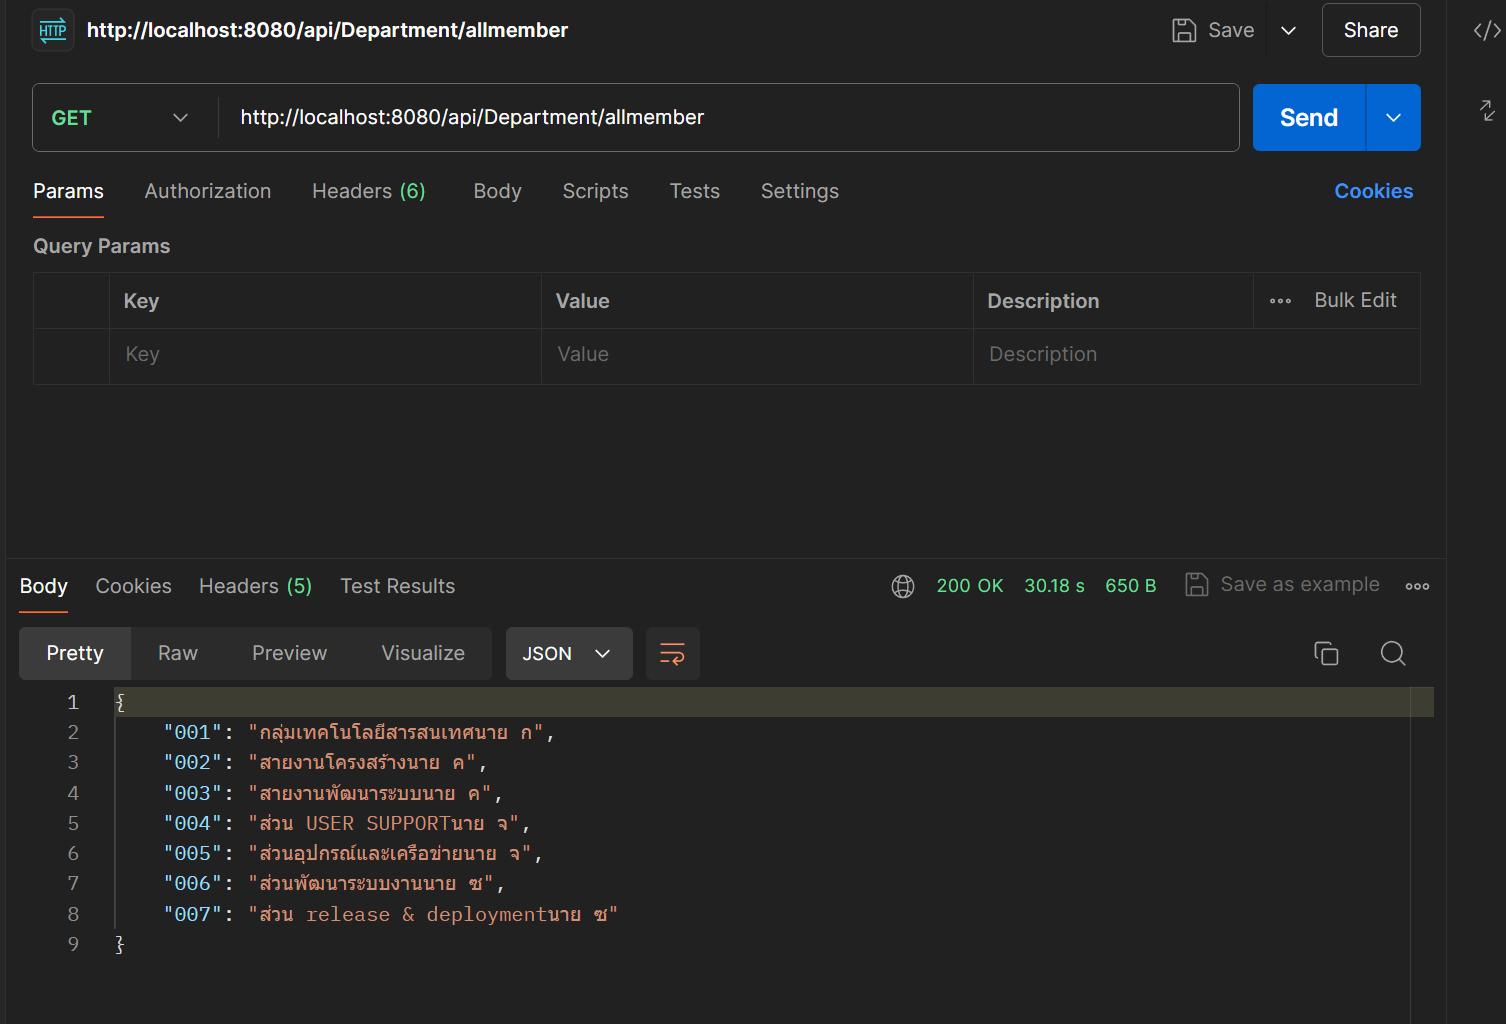 HTTP http://localhost:8080/api/Department/allmember Save Share
GET http://localhost:8080/api/Department/allmember Send
Params Authorization Headers (6) Body Scripts Tests Settings Cookies
Query Params
Key Value Description Bulk Edit
Key Value Description
Body Cookies Headers (5) Test Results 200 OK 30.18 s 650 B Save as example
Pretty Raw Preview Visualize JSON
1 {
2 "001": "กลุ่มเทคโนโลยีสารสนเทศนาย ก",
3 "002": "สายงานโครงสร้างนาย ค",
4 "003": "สายงานพัฒนาระบบนาย ค",
5 "004": "ส่วน USER SUPPORTนาย จ",
6 "005": "ส่วนอุปกรณ์และเครือข่ายนาย จ",
7 "006": "ส่วนพัฒนาระบบงานนาย ซ",
8 "007": "ส่วน release & deploymentนาย ซ"
9 }